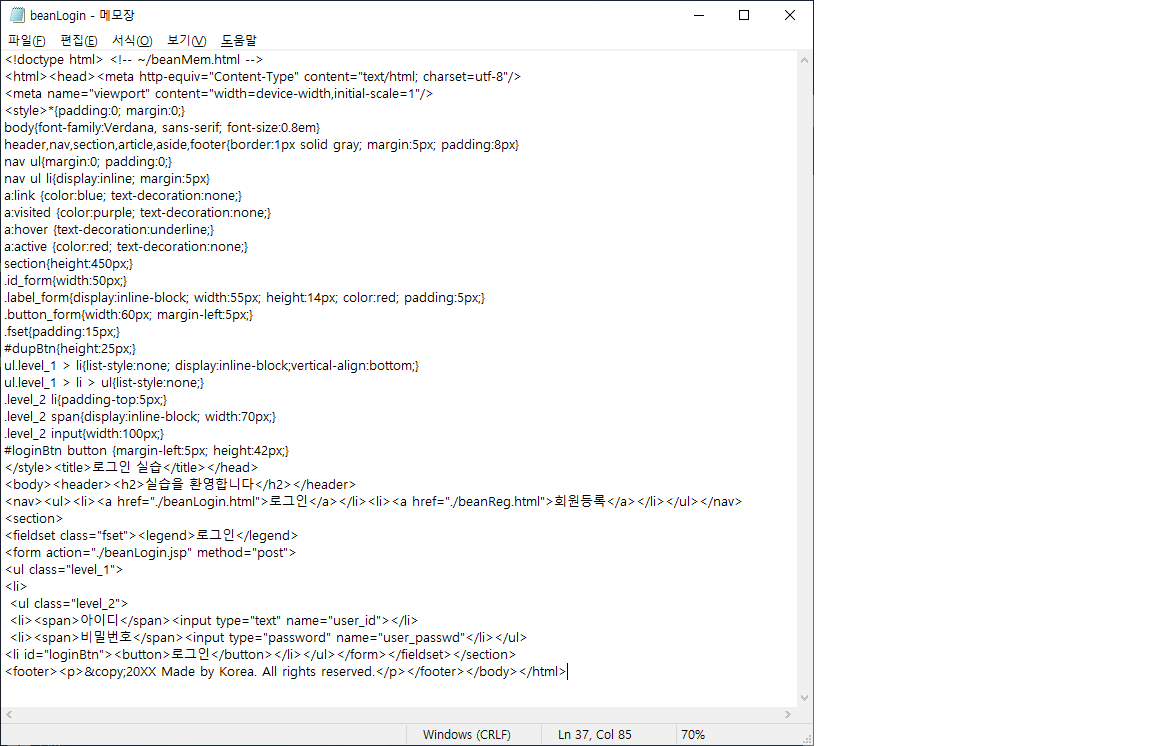 beanLogin - 메모장
파일(F) 편집(E) 서식(O) 보기(V) 도움말
<!doctype html> <!-- ~/beanMem.html -->
<html><head><meta http-equiv="Content-Type" content="text/html; charset=utf-8"/>
<meta name="viewport" content="width=device-width,initial-scale=1"/>
<style>*{padding:0; margin:0;}
body{font-family:Verdana, sans-serif; font-size:0.8em}
header,nav,section,article,aside,footer{border:1px solid gray; margin:5px; padding:8px}
nav ul{margin:0; padding:0;}
nav ul li{display:inline; margin:5px}
a:link {color:blue; text-decoration:none;}
a:visited {color:purple; text-decoration:none;}
a:hover {text-decoration:underline;}
a:active {color:red; text-decoration:none;}
section{height:450px;}
.id_form{width:50px;}
.label_form{display:inline-block; width:55px; height:14px; color:red; padding:5px;}
.button_form{width:60px; margin-left:5px;}
.fset{padding:15px;}
#dupBtn{height:25px;}
ul.level_1 > li{list-style:none; display:inline-block;vertical-align:bottom;}
ul.level_1 > li > ul{list-style:none;}
.level_2 li{padding-top:5px;}
.level_2 span{display:inline-block; width:70px;}
.level_2 input{width:100px;}
#loginBtn button {margin-left:5px; height:42px;}
</style><title>로그인 실습</title></head>
<body><header><h2>실습을 환영합니다</h2></header>
<nav><ul><li><a href="./beanLogin.html">로그인</a></li><li><a href="./beanReg.html">회원등록</a></li></ul></nav>
<section>
<fieldset class="fset"><legend>로그인</legend>
<form action="./beanLogin.jsp" method="post">
<ul class="level_1">
<li>
<ul class="level_2">
<li><span>아이디</span><input type="text" name="user_id"></li>
<li><span>비밀번호</span><input type="password" name="user_passwd"</li></ul>
<li id="loginBtn"><button>로그인</button></li></ul></form></fieldset></section>
<footer><p>&copy;20XX Made by Korea. All rights reserved.</p></footer></body></html>
Windows (CRLF) Ln 37, Col 85 70%